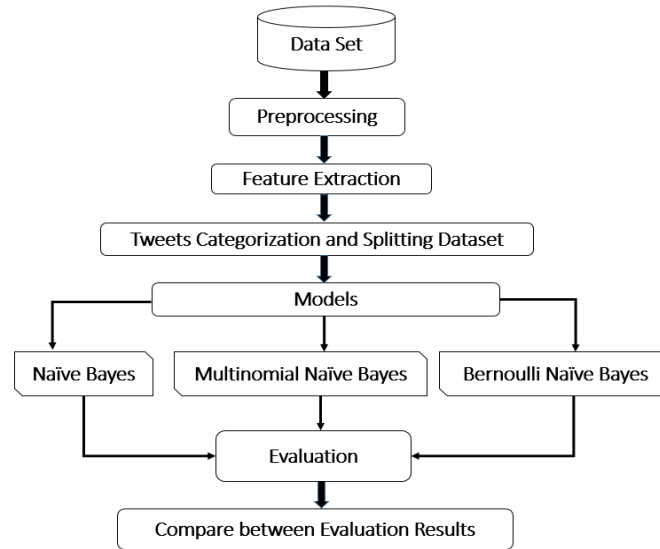 Data Set
Preprocessing
Feature Extraction
Tweets Categorization and Splitting Dataset
Models
Naïve Bayes
Multinomial Naïve Bayes
Bernoulli Naïve Bayes
Evaluation
Compare between Evaluation Results